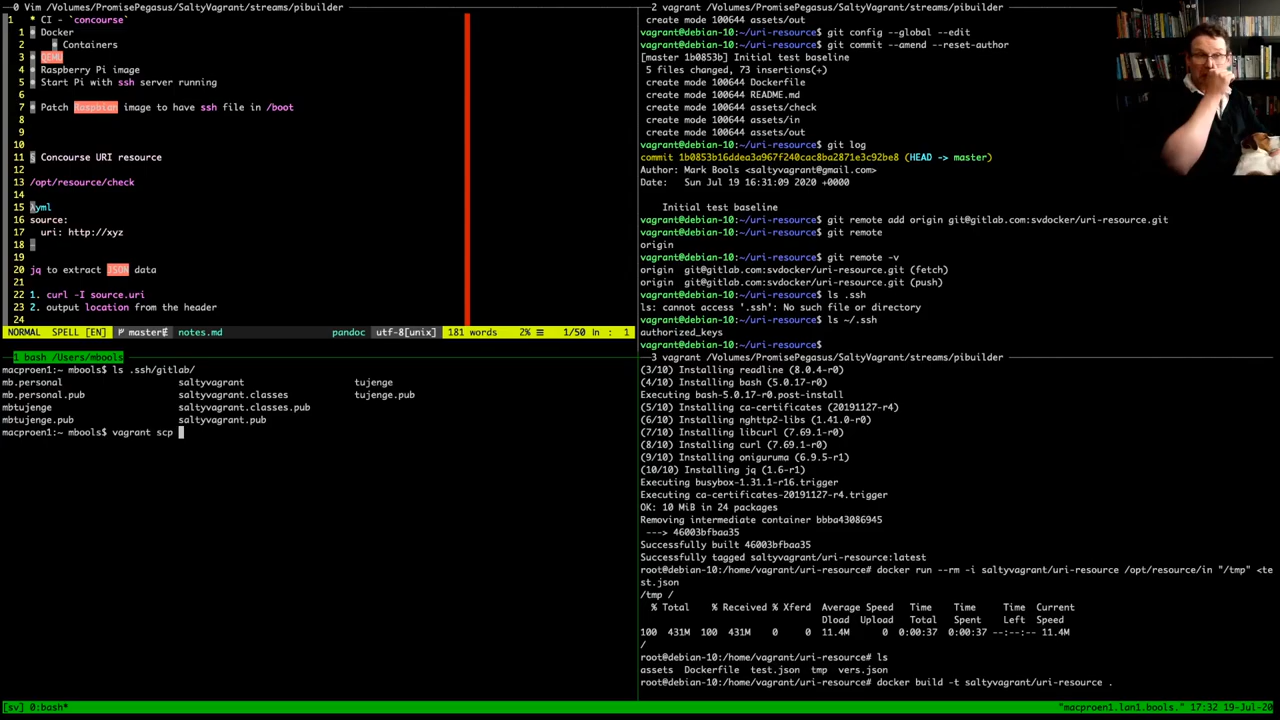 0 Vim /Volumes/PromisePegasus/SaltyVagrant/streams/pibuilder
1 * CI - `concourse`
1 Docker
2 Containers
3 QEMU
4 Raspberry Pi image
5 Start Pi with ssh server running
6
7 Patch Raspbian image to have ssh file in /boot
8
9
10
11 § Concourse URI resource
12
13 /opt/resource/check
14
15 yml
16 source:
17 uri: http://xyz
18
19
20 jq to extract JSON data
21
22 1. curl -I source.uri
23 2. output location from the header
24
NORMAL SPELL [EN] master notes.md pandoc utf-8[unix] 181 words 2% ☰ 1/50 ln : 1
1 bash /Users/mbools
macproen1:~ mbools$ ls .ssh/gitlab/
mb.personal saltyvagrant tujenge
mb.personal.pub saltyvagrant.classes tujenge.pub
mbtujenge saltyvagrant.classes.pub
mbtujenge.pub saltyvagrant.pub
macproen1:~ mbools$ vagrant scp
2 vagrant /Volumes/PromisePegasus/SaltyVagrant/streams/pibuilder
create mode 100644 assets/out
vagrant@debian-10:~/uri-resource$ git config --global --edit
vagrant@debian-10:~/uri-resource$ git commit --amend --reset-author
[master 1b0853b] Initial test baseline
5 files changed, 73 insertions(+)
create mode 100644 Dockerfile
create mode 100644 README.md
create mode 100644 assets/check
create mode 100644 assets/in
create mode 100644 assets/out
vagrant@debian-10:~/uri-resource$ git log
commit 1b0853b16ddea3a967f240cac8ba2871e3c92be8 (HEAD -> master)
Author: Mark Bools <saltyvagrant@gmail.com>
Date: Sun Jul 19 16:31:09 2020 +0000
Initial test baseline
vagrant@debian-10:~/uri-resource$ git remote add origin git@gitlab.com:svdocker/uri-resource.git
vagrant@debian-10:~/uri-resource$ git remote
origin
vagrant@debian-10:~/uri-resource$ git remote -v
origin git@gitlab.com:svdocker/uri-resource.git (fetch)
origin git@gitlab.com:svdocker/uri-resource.git (push)
vagrant@debian-10:~/uri-resource$ ls .ssh
ls: cannot access '.ssh': No such file or directory
vagrant@debian-10:~/uri-resource$ ls ~/.ssh
authorized_keys
vagrant@debian-10:~/uri-resource$
3 vagrant /Volumes/PromisePegasus/SaltyVagrant/streams/pibuilder
(3/10) Installing readline (8.0.4-r0)
(4/10) Installing bash (5.0.17-r0)
Executing bash-5.0.17-r0.post-install
(5/10) Installing ca-certificates (20191127-r4)
(6/10) Installing nghttp2-libs (1.41.0-r0)
(7/10) Installing libcurl (7.69.1-r0)
(8/10) Installing curl (7.69.1-r0)
(9/10) Installing oniguruma (6.9.5-r1)
(10/10) Installing jq (1.6-r1)
Executing busybox-1.31.1-r16.trigger
Executing ca-certificates-20191127-r4.trigger
OK: 10 MiB in 24 packages
Removing intermediate container bbba43086945
---> 46003bfbaa35
Successfully built 46003bfbaa35
Successfully tagged saltyvagrant/uri-resource:latest
root@debian-10:/home/vagrant/uri-resource# docker run --rm -i saltyvagrant/uri-resource /opt/resource/in "/tmp" <te
st.json
/tmp /
% Total % Received % Xferd Average Speed Time Time Time Current
Dload Upload Total Spent Left Speed
100 431M 100 431M 0 0 11.4M 0 0:00:37 0:00:37 --:--:-- 11.4M
/
root@debian-10:/home/vagrant/uri-resource# ls
assets Dockerfile test.json tmp vers.json
root@debian-10:/home/vagrant/uri-resource# docker build -t saltyvagrant/uri-resource .
[sv] 0:bash* "macproen1.lan1.bools." 17:32 19-Jul-20